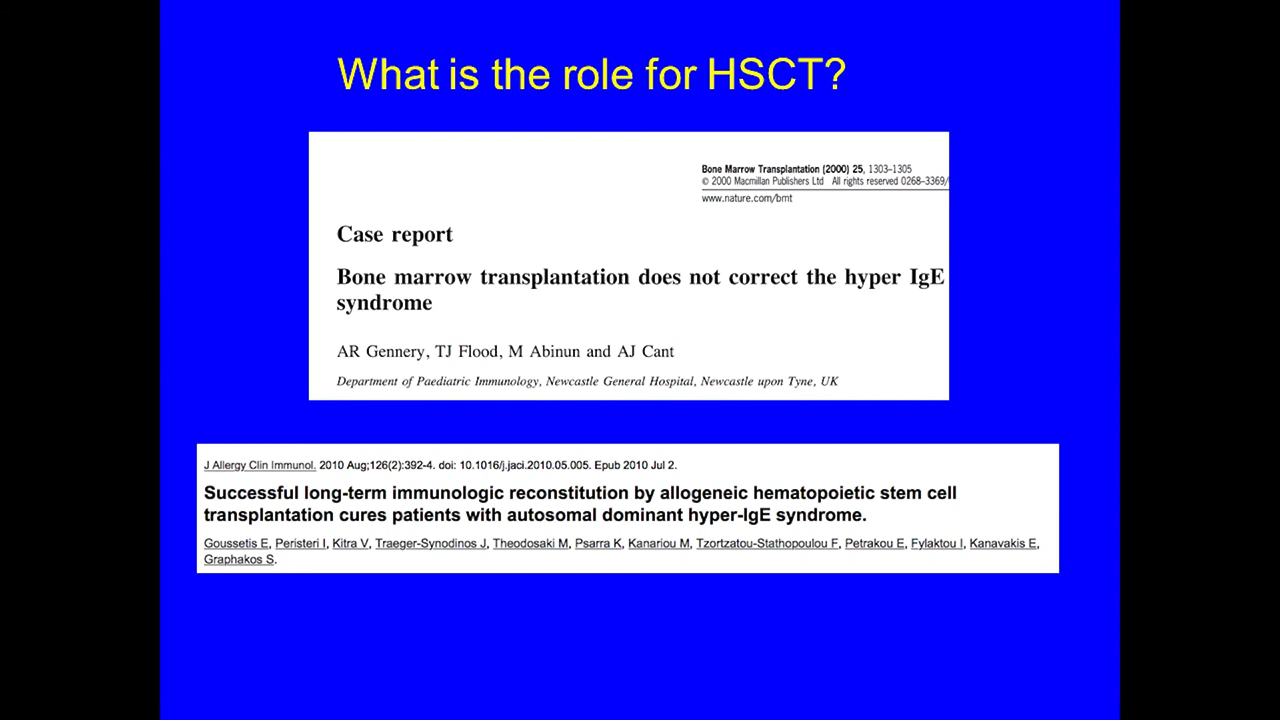 What is the role for HSCT?
Bone Marrow Transplantation (2000) 25, 1303–1305
© 2000 Macmillan Publishers Ltd All rights reserved 0268–3369/
www.nature.com/bmt
Case report
Bone marrow transplantation does not correct the hyper IgE
syndrome
AR Gennery, TJ Flood, M Abinun and AJ Cant
Department of Paediatric Immunology, Newcastle General Hospital, Newcastle upon Tyne, UK
J Allergy Clin Immunol. 2010 Aug;126(2):392-4. doi: 10.1016/j.jaci.2010.05.005. Epub 2010 Jul 2.
Successful long-term immunologic reconstitution by allogeneic hematopoietic stem cell
transplantation cures patients with autosomal dominant hyper-IgE syndrome.
Goussetis E, Peristeri I, Kitra V, Traeger-Synodinos J, Theodosaki M, Psarra K, Kanariou M, Tzortzatou-Stathopoulou F, Petrakou E, Fylaktou I, Kanavakis E,
Graphakos S.